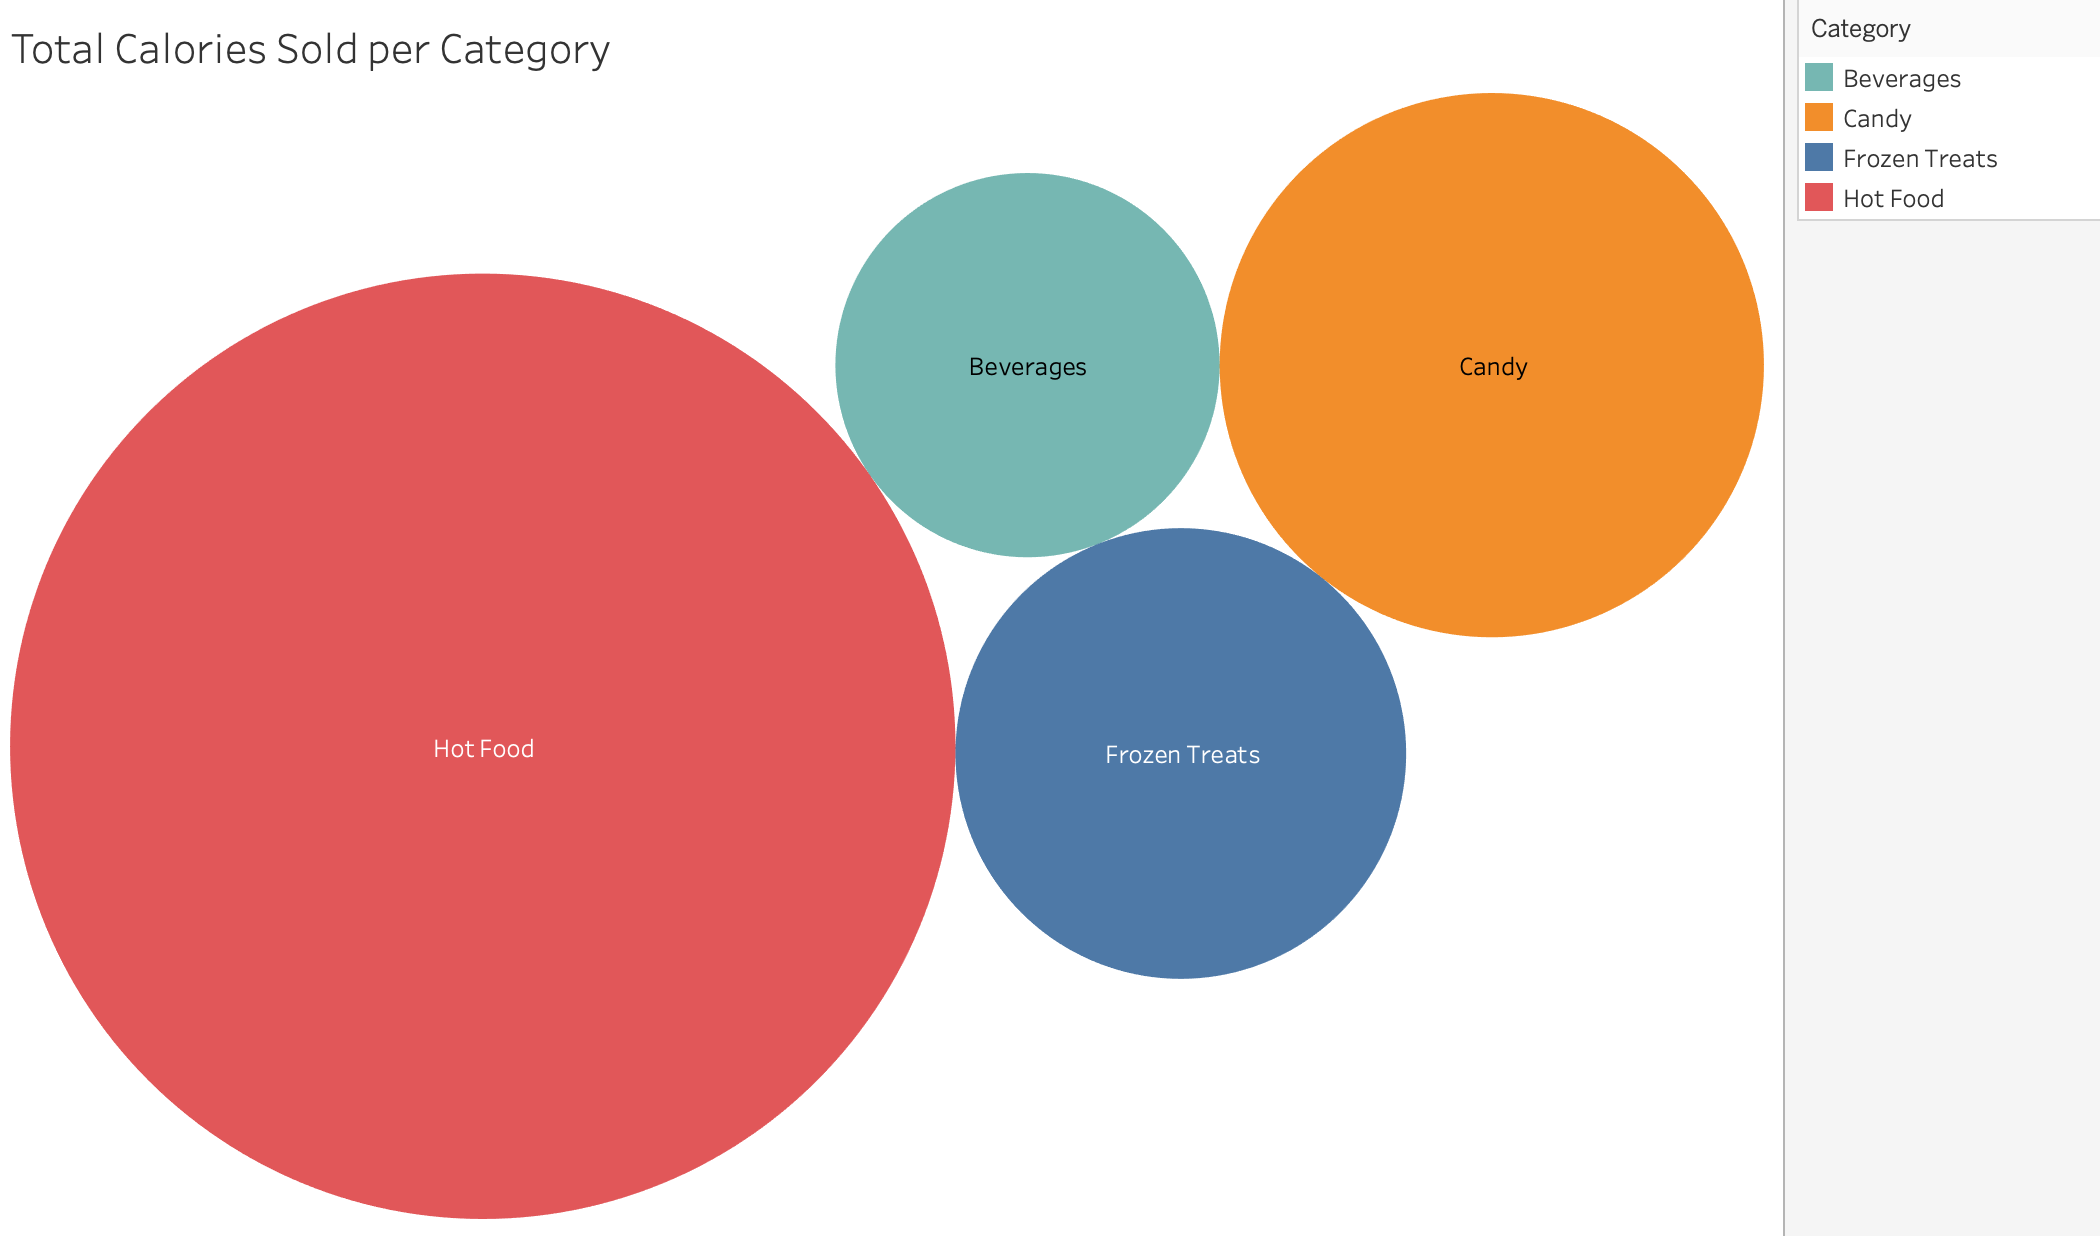 Total Calories Sold per Category
Category
Beverages
Candy
Frozen Treats
Hot Food
Beverages
Candy
Hot Food
Frozen Treats